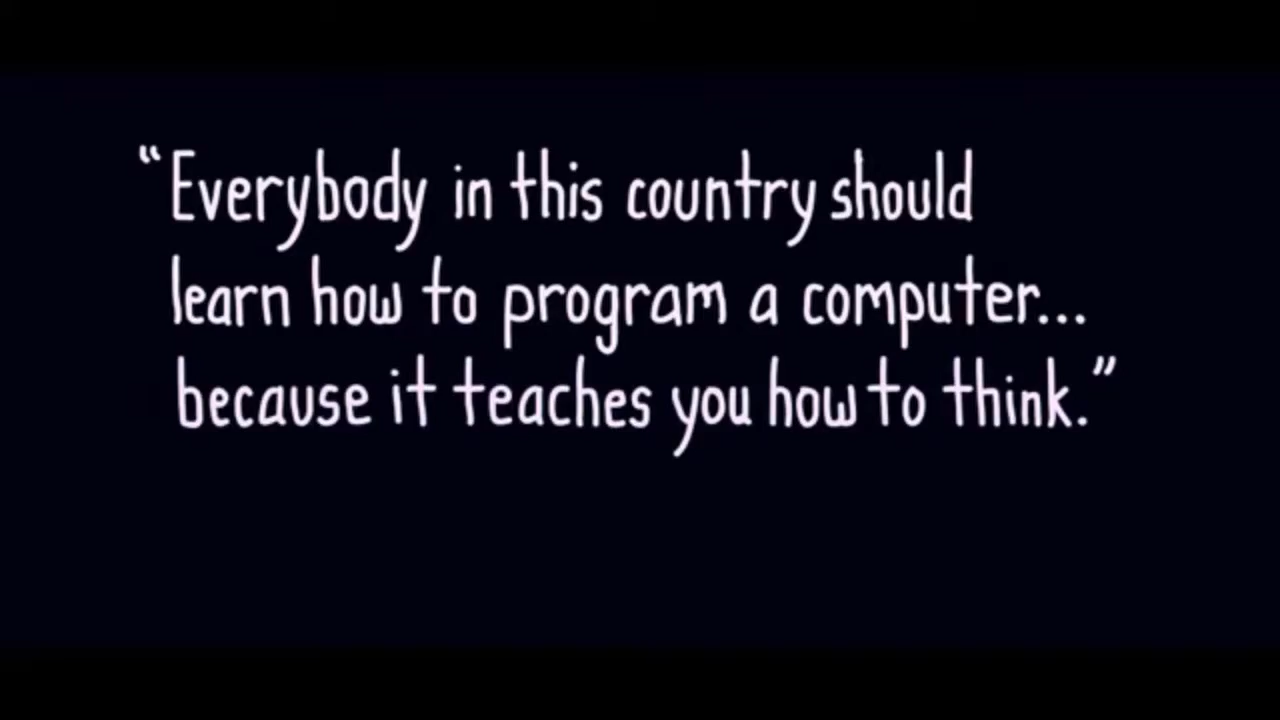 “Everybody in this country should
learn how to program a computer...
because it teaches you how to think.”